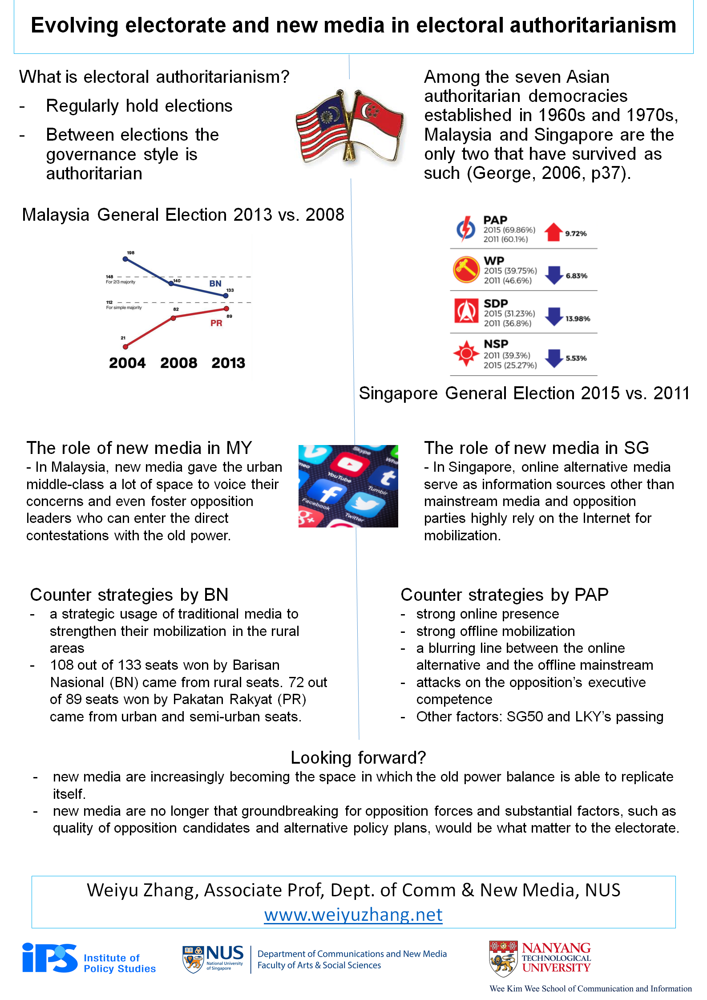 Evolving electorate and new media in electoral authoritarianism
What is electoral authoritarianism?
- Regularly hold elections
- Between elections the
governance style is
authoritarian
Among the seven Asian
authoritarian democracies
established in 1960s and 1970s,
Malaysia and Singapore are the
only two that have survived as
such (George, 2006, p37).
Malaysia General Election 2013 vs. 2008
198
148
For 2/3 majority
140
BN
133
112
For simple majority
82
89
PR
21
2004 2008 2013
PAP
2015 (69.86%)
2011 (60.1%)
9.72%
WP
2015 (39.75%)
2011 (46.6%)
6.83%
SDP
2015 (31.23%)
2011 (36.8%)
13.98%
NSP
2011 (39.3%)
2015 (25.27%)
5.53%
Singapore General Election 2015 vs. 2011
The role of new media in MY
- In Malaysia, new media gave the urban
middle-class a lot of space to voice their
concerns and even foster opposition
leaders who can enter the direct
contestations with the old power.
Skype
meo
Wha
YouTube
Tumblr
Facebook
Twitter
g+
The role of new media in SG
- In Singapore, online alternative media
serve as information sources other than
mainstream media and opposition
parties highly rely on the Internet for
mobilization.
Counter strategies by BN
- a strategic usage of traditional media to
strengthen their mobilization in the rural
areas
- 108 out of 133 seats won by Barisan
Nasional (BN) came from rural seats. 72 out
of 89 seats won by Pakatan Rakyat (PR)
came from urban and semi-urban seats.
Counter strategies by PAP
- strong online presence
- strong offline mobilization
- a blurring line between the online
alternative and the offline mainstream
- attacks on the opposition’s executive
competence
- Other factors: SG50 and LKY’s passing
Looking forward?
- new media are increasingly becoming the space in which the old power balance is able to replicate
itself.
- new media are no longer that groundbreaking for opposition forces and substantial factors, such as
quality of opposition candidates and alternative policy plans, would be what matter to the electorate.
Weiyu Zhang, Associate Prof, Dept. of Comm & New Media, NUS
www.weiyuzhang.net
iPS
Institute of
Policy Studies
NUS
National University
of Singapore
Department of Communications and New Media
Faculty of Arts & Social Sciences
NANYANG
TECHNOLOGICAL
UNIVERSITY
Wee Kim Wee School of Communication and Information